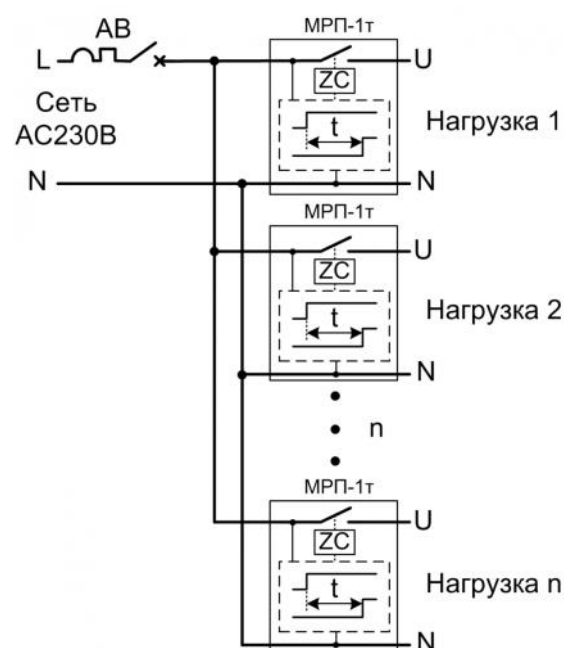 АВ
L
Сеть
АС230В
N
МРП-1т
U
ZC
t
Нагрузка 1
N
МРП-1т
U
ZC
t
Нагрузка 2
N
n
МРП-1т
U
ZC
t
Нагрузка n
N